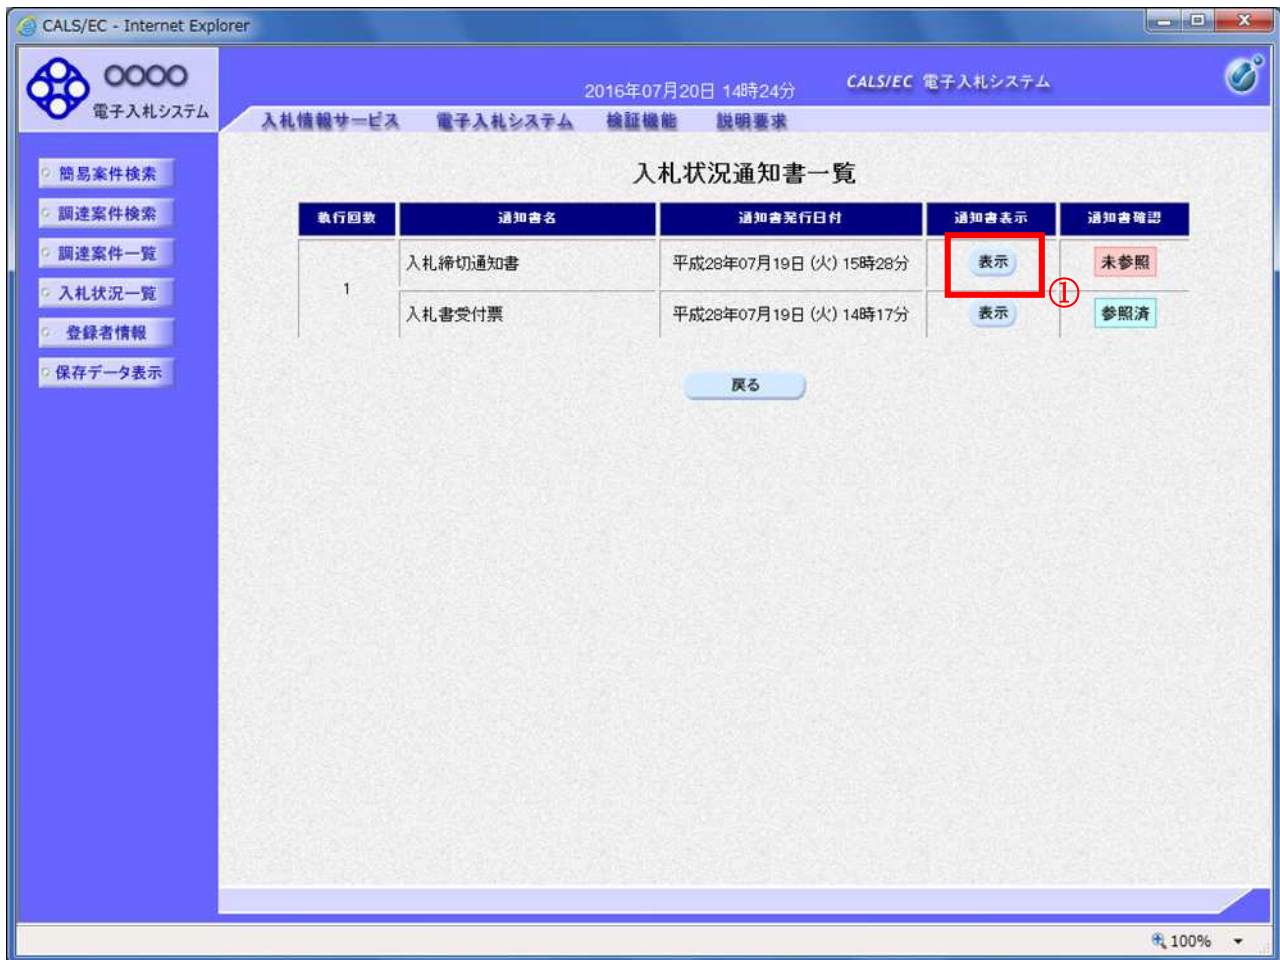 CALS/EC - Internet Explorer
○○○○
電子入札システム
2016年07月20日 14時24分
CALS/EC 電子入札システム
入札情報サービス 電子入札システム 検証機能 説明要求
簡易案件検索
調達案件検索
調達案件一覧
入札状況一覧
登録者情報
保存データ表示
入札状況通知書一覧
執行回数 通知書名 通知書発行日付 通知書表示 通知書確認
1
入札締切通知書 平成28年07月19日 (火) 15時28分 表示 未参照
①
入札書受付票 平成28年07月19日 (火) 14時17分 表示 参照済
戻る
100%